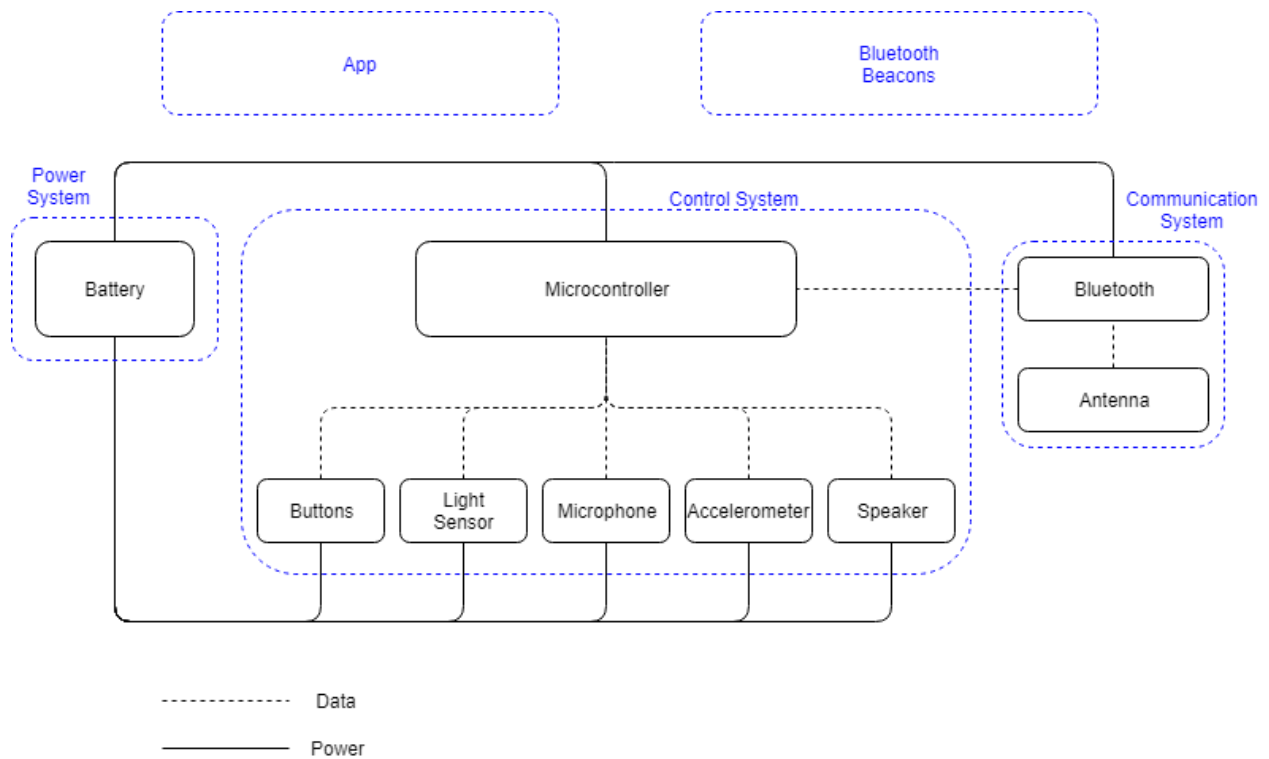 App
Bluetooth
Beacons
Power
System
Control System
Communication
System
Battery
Microcontroller
Bluetooth
Antenna
Buttons
Light
Sensor
Microphone
Accelerometer
Speaker
Data
Power